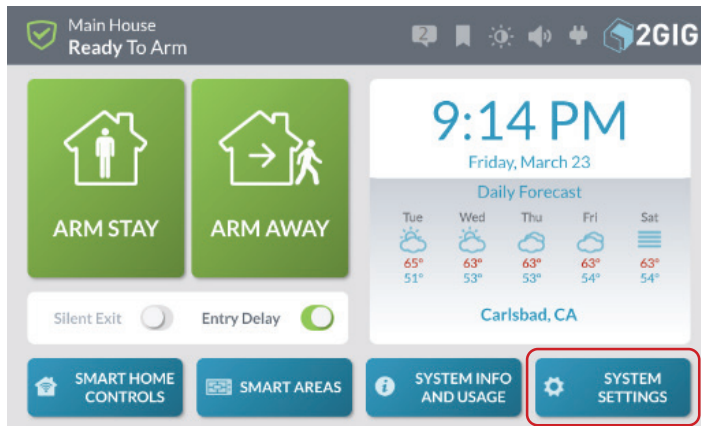 Main House
Ready To Arm
2
2GIG
ARM STAY
ARM AWAY
Silent Exit
Entry Delay
9:14 PM
Friday, March 23
Daily Forecast
Tue Wed Thu Fri Sat
65° 63° 63° 63° 63°
51° 53° 53° 54° 54°
Carlsbad, CA
SMART HOME
CONTROLS
SMART AREAS
SYSTEM INFO
AND USAGE
SYSTEM
SETTINGS